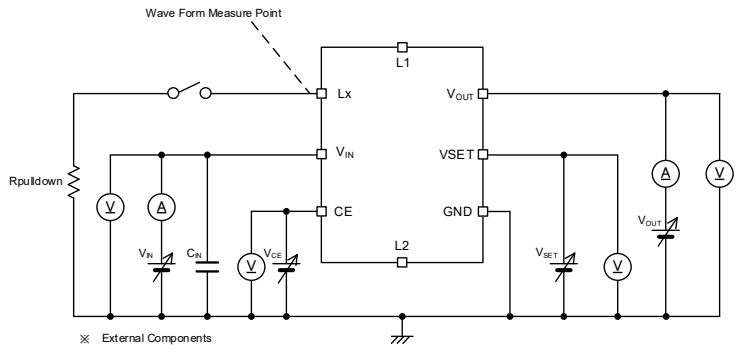 Wave Form Measure Point
L1
Lx
VOUT
VIN
VSET
Rpulldown
V
A
A
V
CE
GND
VIN
CIN
V
VCE
L2
VSET
V
VOUT
※ External Components